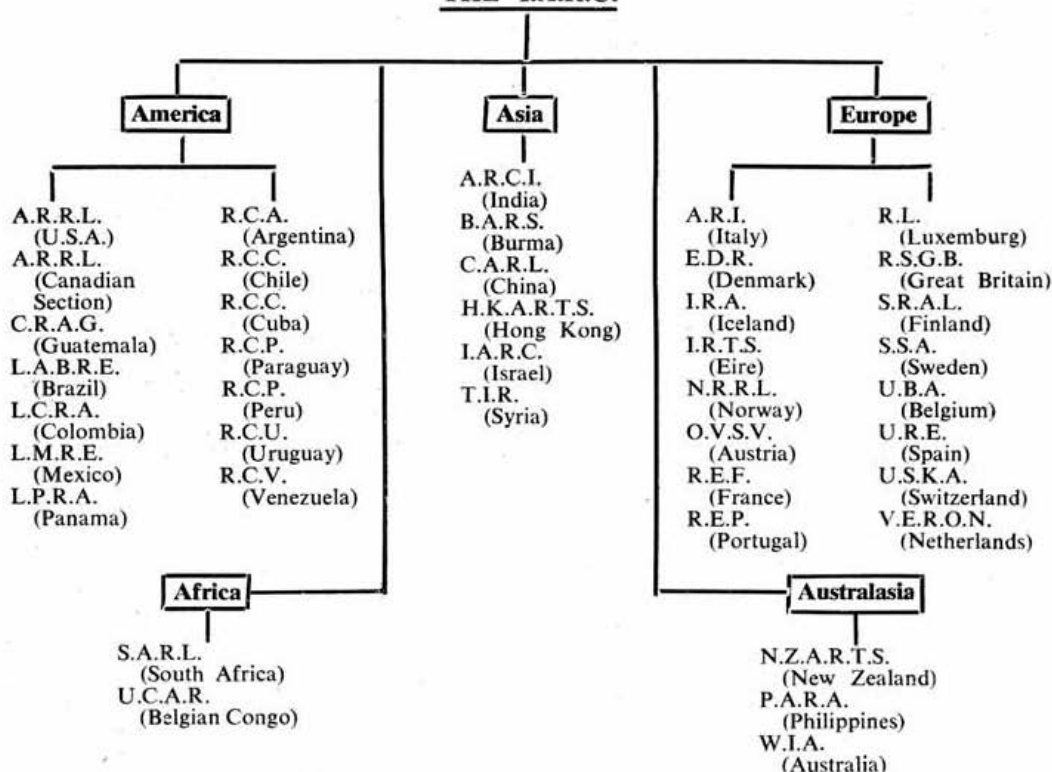 America
A.R.R.L.
(U.S.A.)
A.R.R.L.
(Canadian
Section)
C.R.A.G.
(Guatemala)
L.A.B.R.E.
(Brazil)
L.C.R.A.
(Colombia)
L.M.R.E.
(Mexico)
L.P.R.A.
(Panama)
R.C.A.
(Argentina)
R.C.C.
(Chile)
R.C.C.
(Cuba)
R.C.P.
(Paraguay)
R.C.P.
(Peru)
R.C.U.
(Uruguay)
R.C.V.
(Venezuela)
Asia
A.R.C.I.
(India)
B.A.R.S.
(Burma)
C.A.R.L.
(China)
H.K.A.R.T.S.
(Hong Kong)
I.A.R.C.
(Israel)
T.I.R.
(Syria)
Europe
A.R.I.
(Italy)
E.D.R.
(Denmark)
I.R.A.
(Iceland)
I.R.T.S.
(Eire)
N.R.R.L.
(Norway)
O.V.S.V.
(Austria)
R.E.F.
(France)
R.E.P.
(Portugal)
R.L.
(Luxemburg)
R.S.G.B.
(Great Britain)
S.R.A.L.
(Finland)
S.S.A.
(Sweden)
U.B.A.
(Belgium)
U.R.E.
(Spain)
U.S.K.A.
(Switzerland)
V.E.R.O.N.
(Netherlands)
Africa
S.A.R.L.
(South Africa)
U.C.A.R.
(Belgian Congo)
Australasia
N.Z.A.R.T.S.
(New Zealand)
P.A.R.A.
(Philippines)
W.I.A.
(Australia)